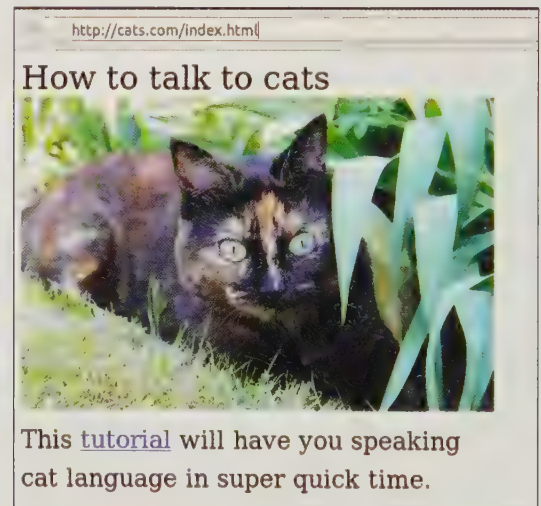 http://cats.com/index.html
How to talk to cats
This tutorial will have you speaking
cat language in super quick time.